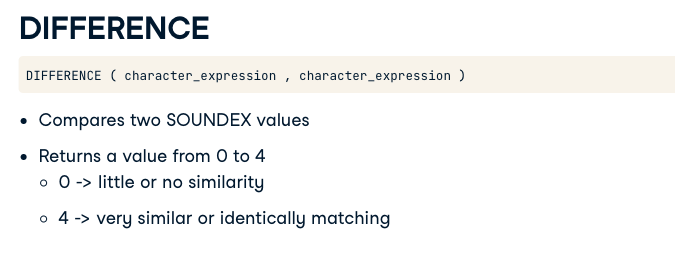 DIFFERENCE
DIFFERENCE ( character_expression , character_expression )
• Compares two SOUNDEX values
• Returns a value from 0 to 4
○ 0 -> little or no similarity
○ 4 -> very similar or identically matching